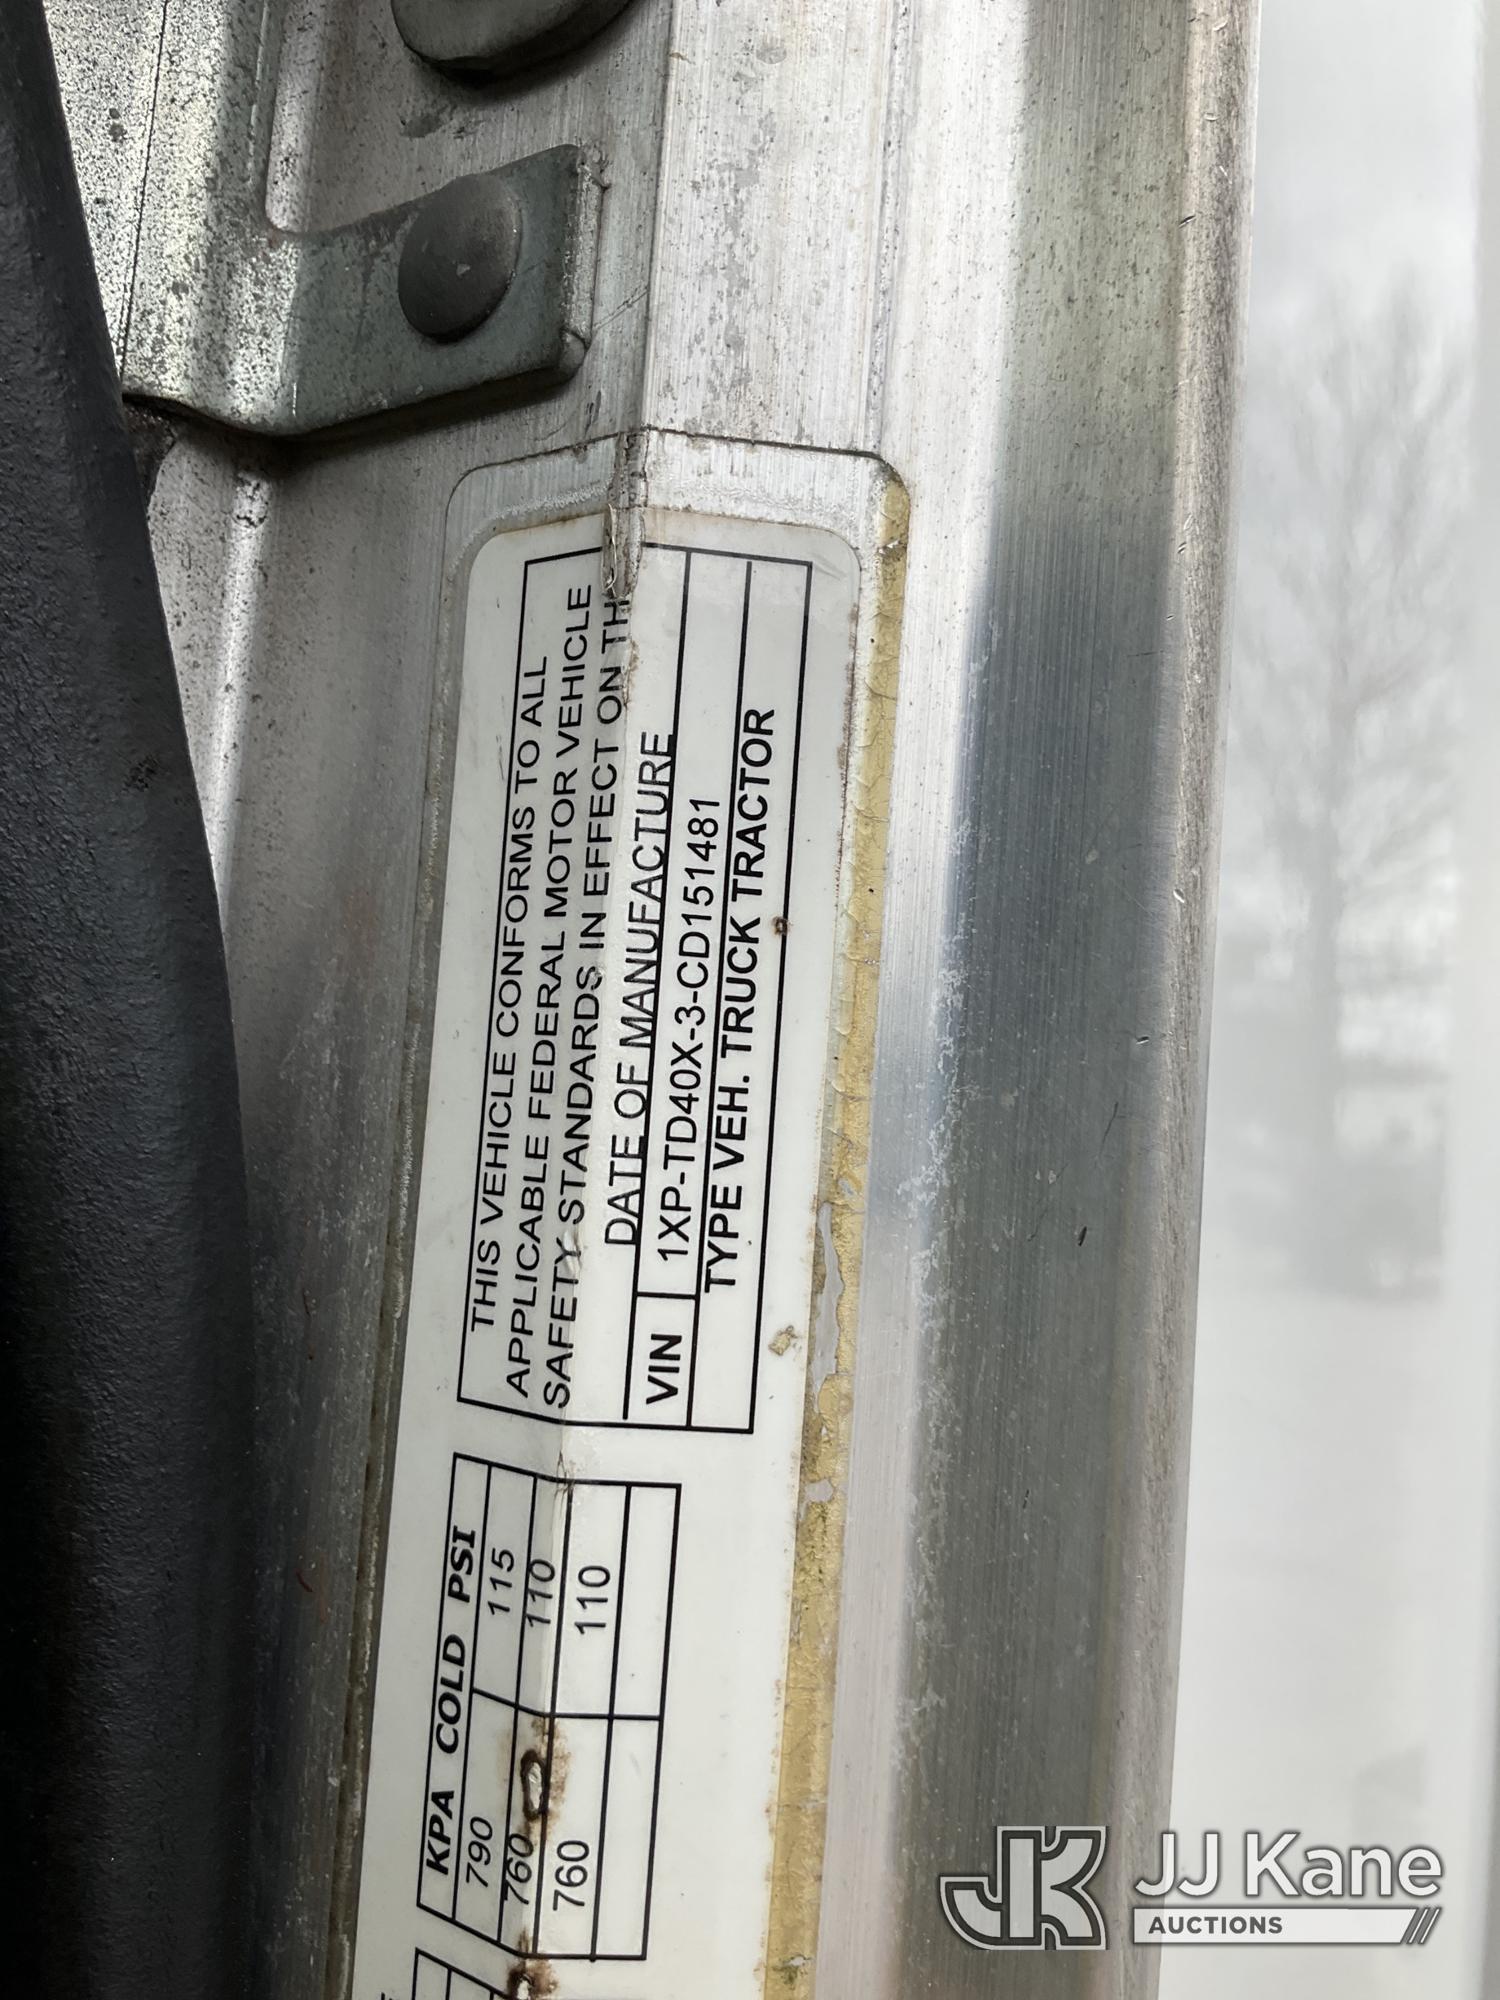 THIS VEHICLE CONFORMS TO ALL
APPLICABLE FEDERAL MOTOR VEHICLE
SAFETY STANDARDS IN EFFECT ON TH
DATE OF MANUFACTURE
VIN 1XP-TD40X-3-CD151481
TYPE VEH. TRUCK TRACTOR
KPA COLD PSI
790 115
760 110
760 110
JJ Kane
AUCTIONS